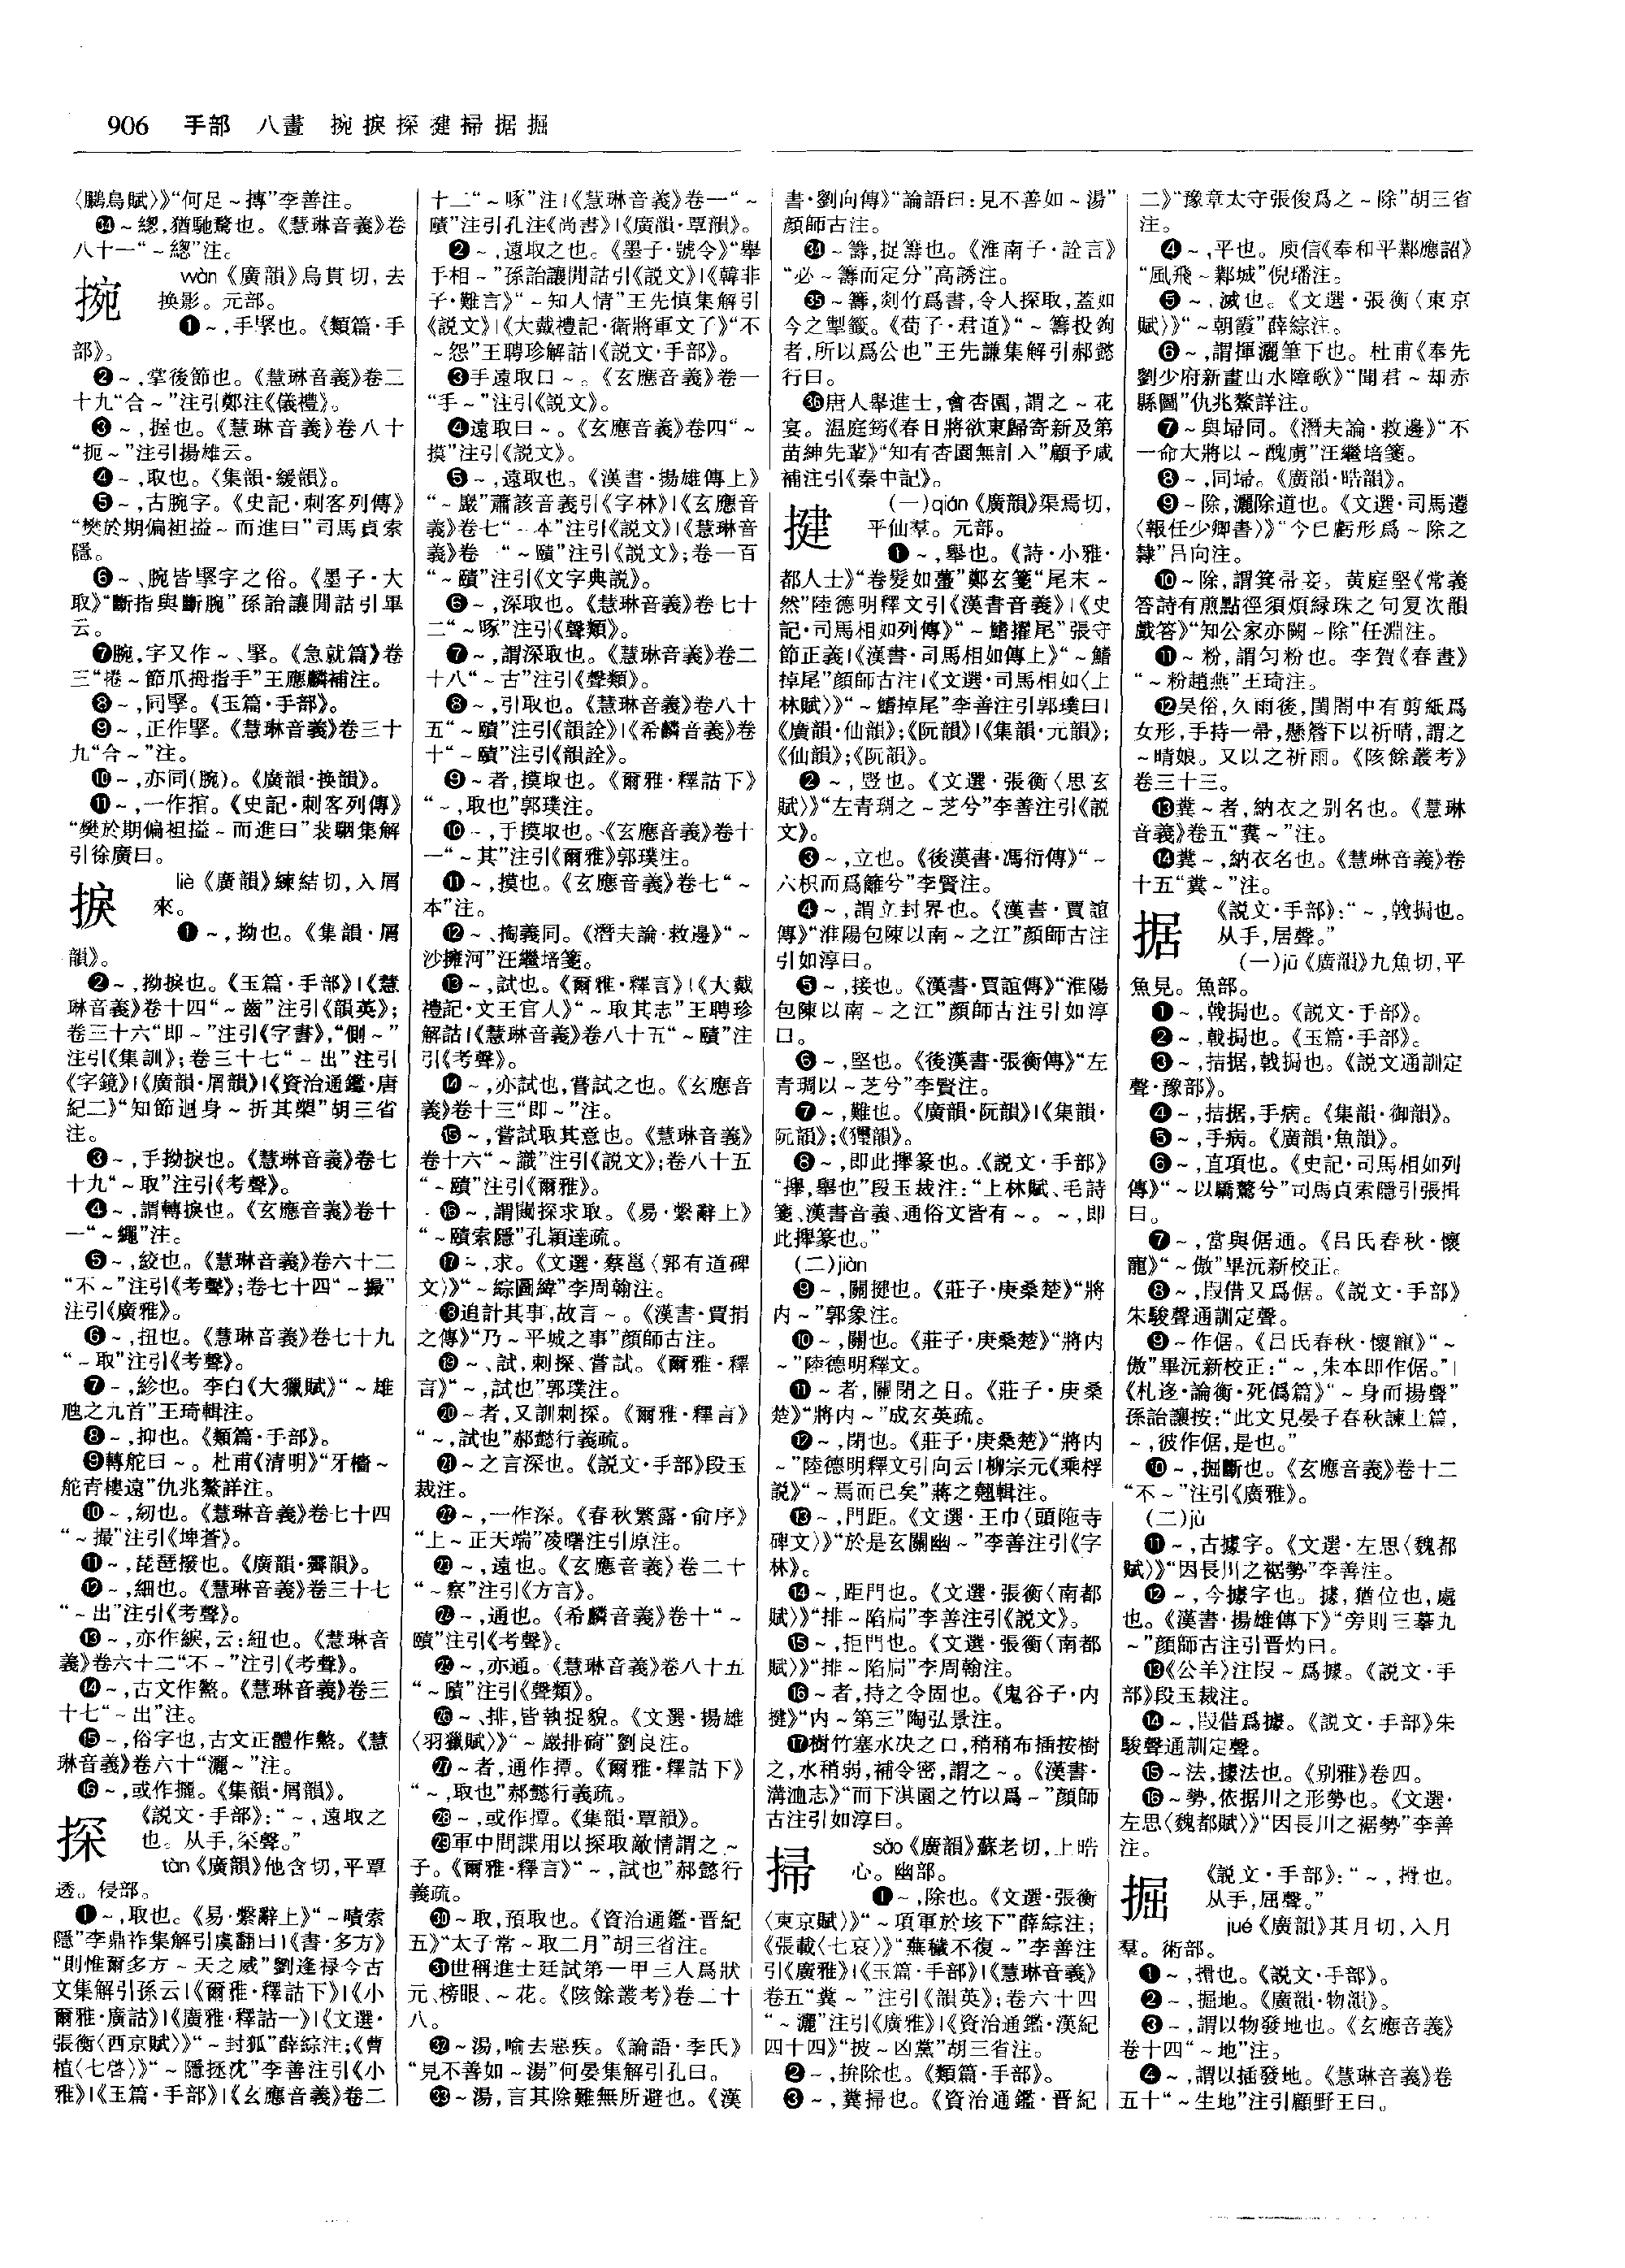 906 手部 八畫 捥捩探揵掃据掘
〈鵩鳥賦〉》“何足～摶”李善注。
㉞～緫,猶馳騖也。《慧琳音義》卷
八十一“～緫”注。
捥
wàn《廣韻》烏貫切,去
换影。元部。
❶～,手掔也。《類篇·手
部》。
❷～,掌後節也。《慧琳音義》卷二
十九“合～”注引鄭注《儀禮》。
❸～,握也。《慧琳音義》卷八十
“扼～”注引揚雄云。
❹～,取也。《集韻·緩韻》。
❺～,古腕字。《史記·刺客列傳》
“樊於期偏袒搤～而進曰”司馬貞索
隱。
❻～、腕皆掔字之俗。《墨子·大
取》“斷指與斷腕”孫詒讓閒詁引畢
云。
❼腕,字又作～、掔。《急就篇》卷
三“捲～節爪拇指手”王應麟補注。
❽～,同掔。《玉篇·手部》。
❾～,正作掔。《慧琳音義》卷三十
九“合～”注。
❿～,亦同(腕)。《廣韻·换韻》。
⓫～,一作捾。《史記·刺客列傳》
“樊於期偏袒搤～而進曰”裴駰集解
引徐廣曰。
捩
liè《廣韻》練結切,入屑
來。
❶～,拗也。《集韻·屑
韻》。
❷～,拗捩也。《玉篇·手部》|《慧
琳音義》卷十四“～齒”注引《韻英》;
卷三十六“即～”注引《字書》,“側～”
注引《集訓》;卷三十七“～出”注引
《字鏡》|《廣韻·屑韻》|《資治通鑑·唐
紀二》“知節迴身～折其槊”胡三省
注。
❸～,手拗捩也。《慧琳音義》卷七
十九“～取”注引《考聲》。
❹～,謂轉捩也。《玄應音義》卷十
一“～繩”注。
❺～,絞也。《慧琳音義》卷六十二
“不～”注引《考聲》;卷七十四“～撮”
注引《廣雅》。
❻～,扭也。《慧琳音義》卷七十九
“～取”注引《考聲》。
❼～,紾也。李白《大獵賦》“～雄
虺之九首”王琦輯注。
❽～,抑也。《類篇·手部》。
❾轉舵曰～。杜甫《清明》“牙檣～
舵青樓遠”仇兆鰲詳注。
❿～,紉也。《慧琳音義》卷七十四
“～撮”注引《埤蒼》。
⓫～,琵琶撥也。《廣韻·霽韻》。
⓬～,細也。《慧琳音義》卷三十七
“～出”注引《考聲》。
⓭～,亦作綟,云:紐也。《慧琳音
義》卷六十二“不～”注引《考聲》。
⓮～,古文作㷮。《慧琳音義》卷三
十七“～出”注。
⓯～,俗字也,古文正體作㷮。《慧
琳音義》卷六十“灑～”注。
⓰～,或作攦。《集韻·屑韻》。
探
《説文·手部》:“～,遠取之
也。从手,罙聲。”
tàn《廣韻》他含切,平覃
透。侵部。
❶～,取也。《易·繫辭上》“～嘖索
隱”李鼎祚集解引虞翻曰|《書·多方》
“則惟爾多方～天之威”劉逢禄今古
文集解引孫云|《爾雅·釋詁下》|《小
爾雅·廣詁》|《廣雅·釋詁一》|《文選·
張衡〈西京賦〉》“～封狐”薛綜注;《曹
植〈七啓〉》“～隱拯沈”李善注引《小
雅》|《玉篇·手部》|《玄應音義》卷二
十二“～啄”注|《慧琳音義》卷一“～
賾”注引孔注《尚書》|《廣韻·覃韻》。
❷～,遠取之也。《墨子·號令》“舉
手相～”孫詒讓閒詁引《説文》|《韓非
子·難言》“～知人情”王先慎集解引
《説文》|《大戴禮記·衛將軍文子》“不
～怨”王聘珍解詁|《説文·手部》。
❸手遠取曰～。《玄應音義》卷一
“手～”注引《説文》。
❹遠取曰～。《玄應音義》卷四“～
摸”注引《説文》。
❺～,遠取也。《漢書·揚雄傳上》
“～巖”蕭該音義引《字林》|《玄應音
義》卷七“～本”注引《説文》|《慧琳音
義》卷一“～賾”注引《説文》;卷一百
“～賾”注引《文字典説》。
❻～,深取也。《慧琳音義》卷七十
二“～啄”注引《聲類》。
❼～,謂深取也。《慧琳音義》卷二
十八“～古”注引《聲類》。
❽～,引取也。《慧琳音義》卷八十
五“～賾”注引《韻詮》|《希麟音義》卷
十“～賾”注引《韻詮》。
❾～者,摸取也。《爾雅·釋詁下》
“～,取也”郭璞注。
❿～,手摸取也。《玄應音義》卷十
一“～其”注引《爾雅》郭璞注。
⓫～,摸也。《玄應音義》卷七“～
本”注。
⓬～、掏義同。《潛夫論·救邊》“～
沙擁河”汪繼培箋。
⓭～,試也。《爾雅·釋言》|《大戴
禮記·文王官人》“～取其志”王聘珍
解詁|《慧琳音義》卷八十五“～賾”注
引《考聲》。
⓮～,亦試也,嘗試之也。《玄應音
義》卷十三“即～”注。
⓯～,嘗試取其意也。《慧琳音義》
卷十六“～識”注引《説文》;卷八十五
“～賾”注引《爾雅》。
⓰～,謂闚探求取。《易·繫辭上》
“～賾索隱”孔穎達疏。
⓱～,求。《文選·蔡邕〈郭有道碑
文〉》“～綜圖緯”李周翰注。
⓲追計其事,故言～。《漢書·賈捐
之傳》“乃～平城之事”顏師古注。
⓳～、試,刺探、嘗試。《爾雅·釋
言》“～,試也”郭璞注。
⓴～者,又訓刺探。《爾雅·釋言》
“～,試也”郝懿行義疏。
㉑～之言深也。《説文·手部》段玉
裁注。
㉒～,一作深。《春秋繁露·俞序》
“上～正天端”凌曙注引原注。
㉓～,遠也。《玄應音義》卷二十
“～察”注引《方言》。
㉔～,通也。《希麟音義》卷十“～
賾”注引《考聲》。
㉕～,亦通。《慧琳音義》卷八十五
“～賾”注引《聲類》。
㉖～、排,皆執捉貌。《文選·揚雄
〈羽獵賦〉》“～巖排碕”劉良注。
㉗～者,通作撢。《爾雅·釋詁下》
“～,取也”郝懿行義疏。
㉘～,或作撢。《集韻·覃韻》。
㉙軍中間諜用以探取敵情謂之～
子。《爾雅·釋言》“～,試也”郝懿行
義疏。
㉚～取,預取也。《資治通鑑·晉紀
五》“太子常～取二月”胡三省注。
㉛世稱進士廷試第一甲三人爲狀
元、榜眼、～花。《陔餘叢考》卷二十
八。
㉜～湯,喻去惡疾。《論語·季氏》
“見不善如～湯”何晏集解引孔曰。
㉝～湯,言其除難無所避也。《漢
書·劉向傳》“論語曰:見不善如～湯”
顏師古注。
㉞～籌,捉籌也。《淮南子·詮言》
“必～籌而定分”高誘注。
㉟～籌,剡竹爲書,令人探取,蓋如
今之掣籤。《荀子·君道》“～籌投鉤
者,所以爲公也”王先謙集解引郝懿
行曰。
㊱唐人舉進士,會杏園,謂之～花
宴。温庭筠《春日將欲東歸寄新及第
苗紳先輩》“知有杏園無計入”顧予咸
補注引《秦中記》。
揵
(一)qián《廣韻》渠焉切,
平仙羣。元部。
❶～,舉也。《詩·小雅·
都人士》“卷髮如蠆”鄭玄箋“尾末～
然”陸德明釋文引《漢書音義》|《史
記·司馬相如列傳》“～鰭擢尾”張守
節正義|《漢書·司馬相如傳上》“～鰭
掉尾”顏師古注|《文選·司馬相如〈上
林賦〉》“～鰭掉尾”李善注引郭璞曰|
《廣韻·仙韻》;《阮韻》|《集韻·元韻》;
《仙韻》;《阮韻》。
❷～,豎也。《文選·張衡〈思玄
賦〉》“左青琱之～芝兮”李善注引《説
文》。
❸～,立也。《後漢書·馮衍傳》“～
六枳而爲籬兮”李賢注。
❹～,謂立封界也。《漢書·賈誼
傳》“淮陽包陳以南～之江”顏師古注
引如淳曰。
❺～,接也。《漢書·賈誼傳》“淮陽
包陳以南～之江”顏師古注引如淳
曰。
❻～,堅也。《後漢書·張衡傳》“左
青琱以～芝兮”李賢注。
❼～,難也。《廣韻·阮韻》|《集韻·
阮韻》;《獮韻》。
❽～,即此擇篆也。《説文·手部》
“擇,舉也”段玉裁注:“上林賦、毛詩
箋、漢書音義、通俗文皆有～。～,即
此擇篆也。”
(二)jiàn
❾～,關揵也。《莊子·庚桑楚》“將
内～”郭象注。
❿～,關也。《莊子·庚桑楚》“將内
～”陸德明釋文。
⓫～者,關閉之目。《莊子·庚桑
楚》“將内～”成玄英疏。
⓬～,閉也。《莊子·庚桑楚》“將内
～”陸德明釋文引向云|柳宗元《乘桴
説》“～焉而已矣”蔣之翹輯注。
⓭～,門距。《文選·王巾〈頭陁寺
碑文〉》“於是玄關幽～”李善注引《字
林》。
⓮～,距門也。《文選·張衡〈南都
賦〉》“排～陷扃”李善注引《説文》。
⓯～,拒門也。《文選·張衡〈南都
賦〉》“排～陷扃”李周翰注。
⓰～者,持之令固也。《鬼谷子·内
揵》“内～第三”陶弘景注。
⓱樹竹塞水决之口,稍稍布插按樹
之,水稍弱,補令密,謂之～。《漢書·
溝洫志》“而下淇園之竹以爲～”顏師
古注引如淳曰。
掃
sǎo《廣韻》蘇老切,上晧
心。幽部。
❶～,除也。《文選·張衡
〈東京賦〉》“～項軍於垓下”薛綜注;
《張載〈七哀〉》“蕪穢不復～”李善注
引《廣雅》|《玉篇·手部》|《慧琳音義》
卷五“糞～”注引《韻英》;卷六十四
“～灑”注引《廣雅》|《資治通鑑·漢紀
四十四》“披～凶黨”胡三省注。
❷～,拚除也。《類篇·手部》。
❸～,糞掃也。《資治通鑑·晉紀
二》“豫章太守張俊爲之～除”胡三省
注。
❹～,平也。庾信《奉和平鄴應詔》
“風飛～鄴城”倪璠注。
❺～,滅也。《文選·張衡〈東京
賦〉》“～朝霞”薛綜注。
❻～,謂揮灑筆下也。杜甫《奉先
劉少府新畫山水障歌》“聞君～却赤
縣圖”仇兆鰲詳注。
❼～與埽同。《潛夫論·救邊》“不
一命大將以～醜虜”汪繼培箋。
❽～,同埽。《廣韻·晧韻》。
❾～除,灑除道也。《文選·司馬遷
〈報任少卿書〉》“今已虧形爲～除之
隸”吕向注。
❿～除,謂箕帚妾。黄庭堅《常義
答詩有煎點徑須煩緑珠之句复次韻
戲答》“知公家亦闕～除”任淵注。
⓫～粉,謂匀粉也。李賀《春晝》
“～粉趙燕”王琦注。
⓬吴俗,久雨後,閨閣中有剪紙爲
女形,手持一帚,懸簷下以祈晴,謂之
～晴娘。又以之祈雨。《陔餘叢考》
卷三十三。
⓭糞～者,納衣之别名也。《慧琳
音義》卷五“糞～”注。
⓮糞～,納衣名也。《慧琳音義》卷
十五“糞～”注。
据
《説文·手部》:“～,戟挶也。
从手,居聲。”
(一)jū《廣韻》九魚切,平
魚見。魚部。
❶～,戟挶也。《説文·手部》。
❷～,戟挶也。《玉篇·手部》。
❸～,拮据,戟挶也。《説文通訓定
聲·豫部》。
❹～,拮据,手病。《集韻·御韻》。
❺～,手病。《廣韻·魚韻》。
❻～,直項也。《史記·司馬相如列
傳》“～以驕驁兮”司馬貞索隱引張揖
曰。
❼～,當與倨通。《吕氏春秋·懷
寵》“～傲”畢沅新校正。
❽～,叚借又爲倨。《説文·手部》
朱駿聲通訓定聲。
❾～作倨。《吕氏春秋·懷寵》“～
傲”畢沅新校正:“～,朱本即作倨。”|
《札迻·論衡·死僞篇》“～身而揚聲”
孫詒讓按:“此文見晏子春秋諫上篇,
～,彼作倨,是也。”
❿～,掘斷也。《玄應音義》卷十二
“不～”注引《廣雅》。
(二)jù
⓫～,古據字。《文選·左思〈魏都
賦〉》“因長川之裾勢”李善注。
⓬～,今據字也。據,猶位也,處
也。《漢書·揚雄傳下》“旁則三摹九
～”顏師古注引晋灼曰。
⓭《公羊》注叚～爲據。《説文·手
部》段玉裁注。
⓮～,叚借爲據。《説文·手部》朱
駿聲通訓定聲。
⓯～法,據法也。《别雅》卷四。
⓰～勢,依据川之形勢也。《文選·
左思〈魏都賦〉》“因長川之裾勢”李善
注。
掘
《説文·手部》:“～,搰也。
从手,屈聲。”
jué《廣韻》其月切,入月
羣。術部。
❶～,搰也。《説文·手部》。
❷～,掘地。《廣韻·物韻》。
❸～,謂以物發地也。《玄應音義》
卷十四“～地”注。
❹～,謂以插發地。《慧琳音義》卷
五十“～生地”注引顧野王曰。